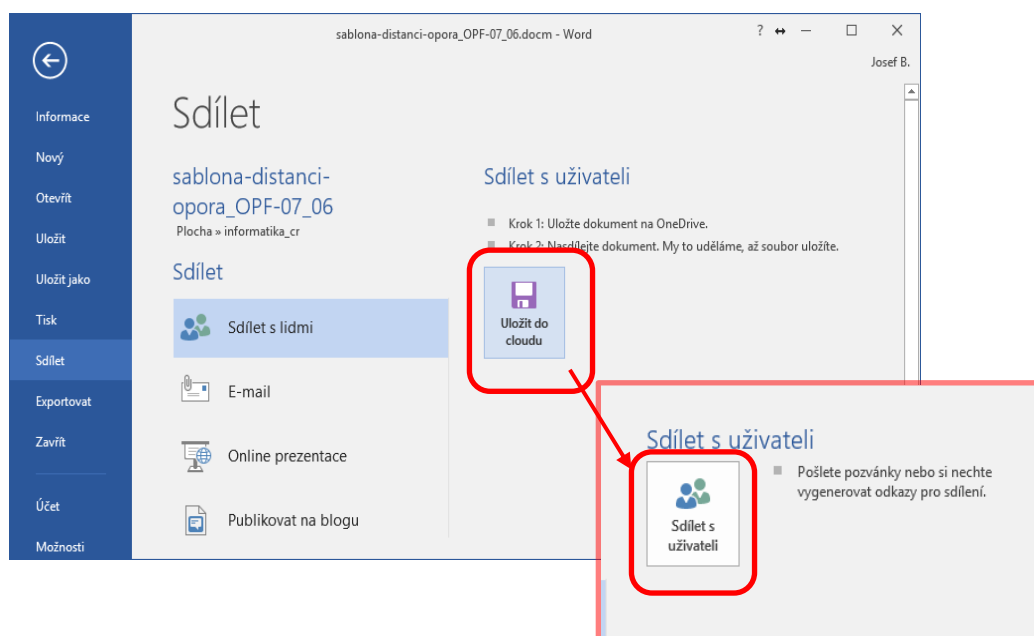 sablona-distanci-opora_OPF-07_06.docm - Word
?
Josef B.
Informace
Nový
Otevřít
Uložit
Uložit jako
Tisk
Sdílet
Exportovat
Zavřít
Účet
Možnosti
Sdílet
sablona-distanci-
opora_OPF-07_06
Plocha » informatika_cr
Sdílet
Sdílet s lidmi
E-mail
Online prezentace
Publikovat na blogu
Sdílet s uživateli
Krok 1: Uložte dokument na OneDrive.
Krok 2: Nasdílejte dokument. My to uděláme, až soubor uložíte.
Uložit do
cloudu
Sdílet s uživateli
Sdílet s
uživateli
Pošlete pozvánky nebo si nechte
vygenerovat odkazy pro sdílení.